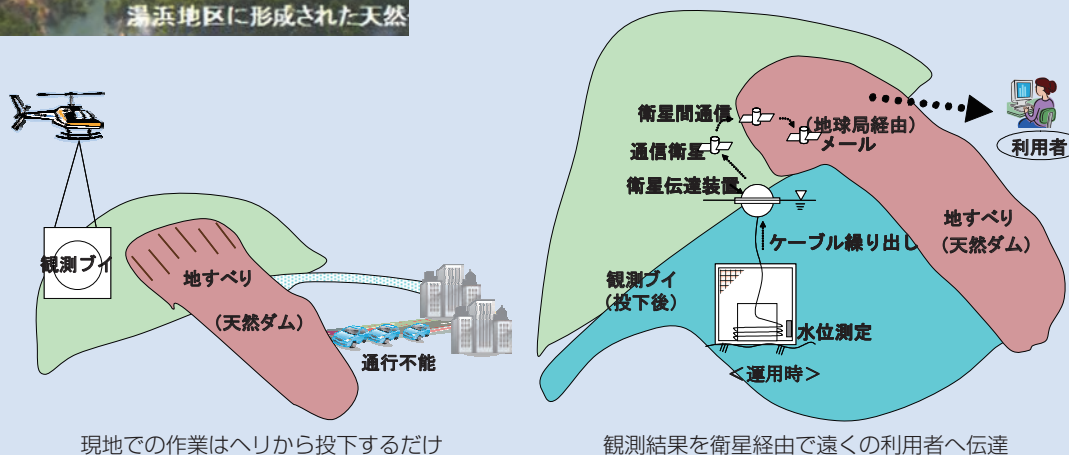 湯浜地区に形成された天然
観測ブイ
地すべり
(天然ダム)
通行不能
現地での作業はヘリから投下するだけ
衛星間通信
(地球局経由)
メール
通信衛星
衛星伝達装置
利用者
地すべり
(天然ダム)
ケーブル繰り出し
観測ブイ
(投下後)
水位測定
＜運用時＞
観測結果を衛星経由で遠くの利用者へ伝達